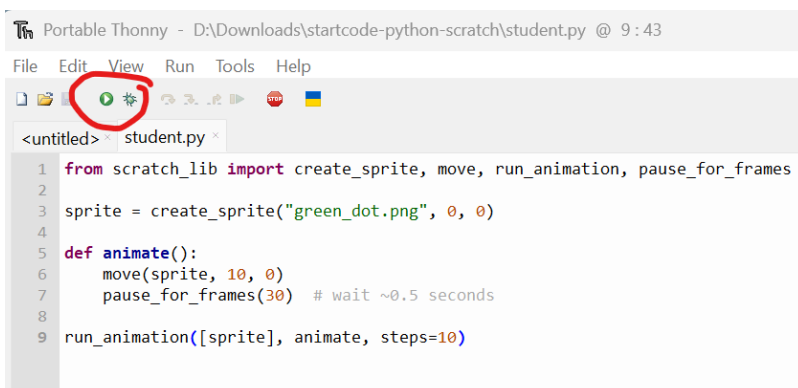 Th Portable Thonny - D:\Downloads\startcode-python-scratch\student.py @ 9:43
File Edit View Run Tools Help
STOP
<untitled> × student.py ×
1 from scratch_lib import create_sprite, move, run_animation, pause_for_frames
2
3 sprite = create_sprite("green_dot.png", 0, 0)
4
5 def animate():
6     move(sprite, 10, 0)
7     pause_for_frames(30)  # wait ~0.5 seconds
8
9 run_animation([sprite], animate, steps=10)